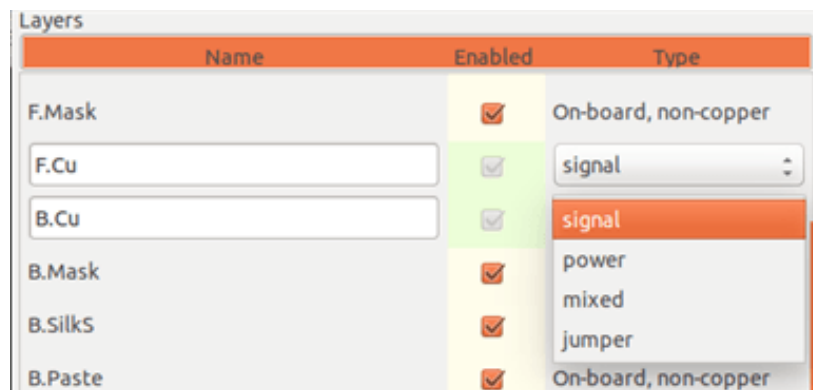 Layers
Name Enabled Type
F.Mask On-board, non-copper
F.Cu signal
B.Cu signal
power
B.Mask mixed
B.SilkS jumper
B.Paste On-board, non-copper